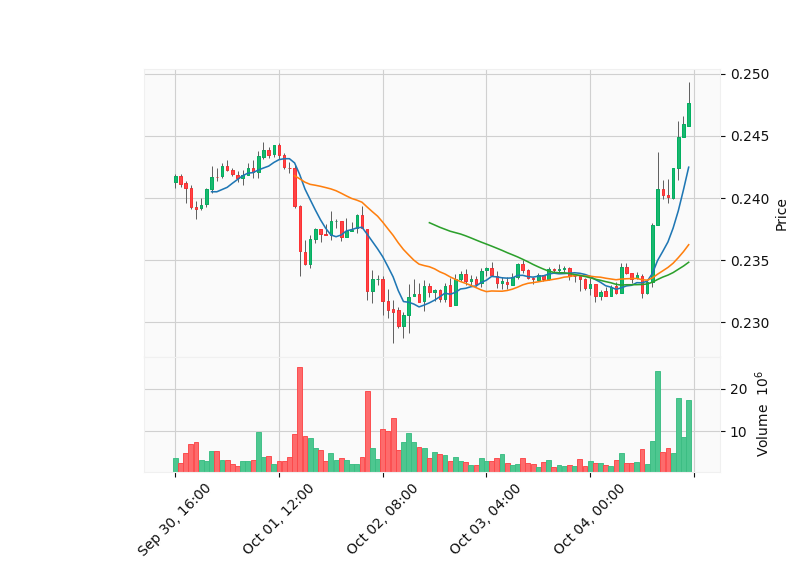 0.250
0.245
0.240
0.235
0.230
Price
20
10
Volume 10^6
Sep 30, 16:00
Oct 01, 12:00
Oct 02, 08:00
Oct 03, 04:00
Oct 04, 00:00